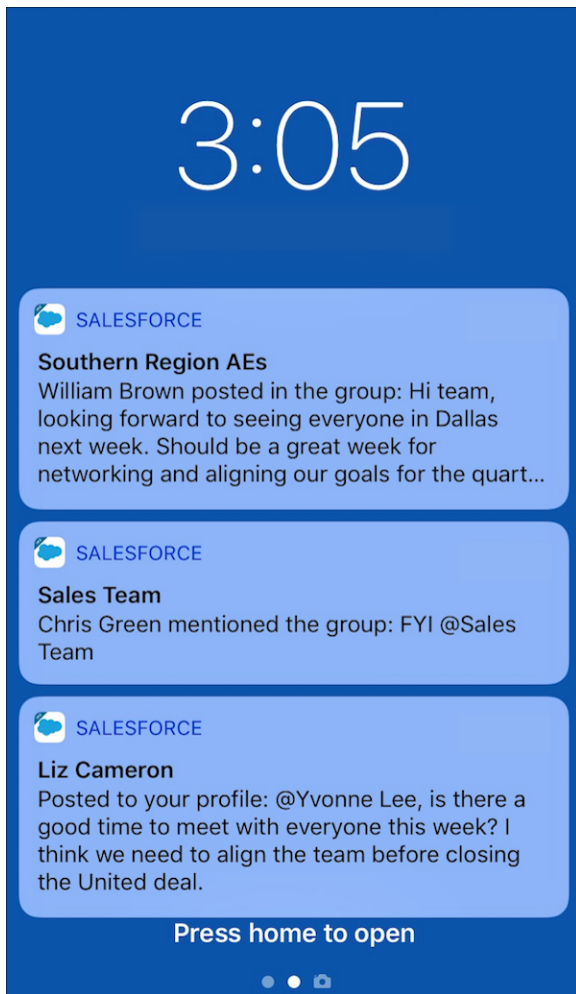 3:05
SALESFORCE
Southern Region AEs
William Brown posted in the group: Hi team,
looking forward to seeing everyone in Dallas
next week. Should be a great week for
networking and aligning our goals for the quart...
SALESFORCE
Sales Team
Chris Green mentioned the group: FYI @Sales
Team
SALESFORCE
Liz Cameron
Posted to your profile: @Yvonne Lee, is there a
good time to meet with everyone this week? I
think we need to align the team before closing
the United deal.
Press home to open